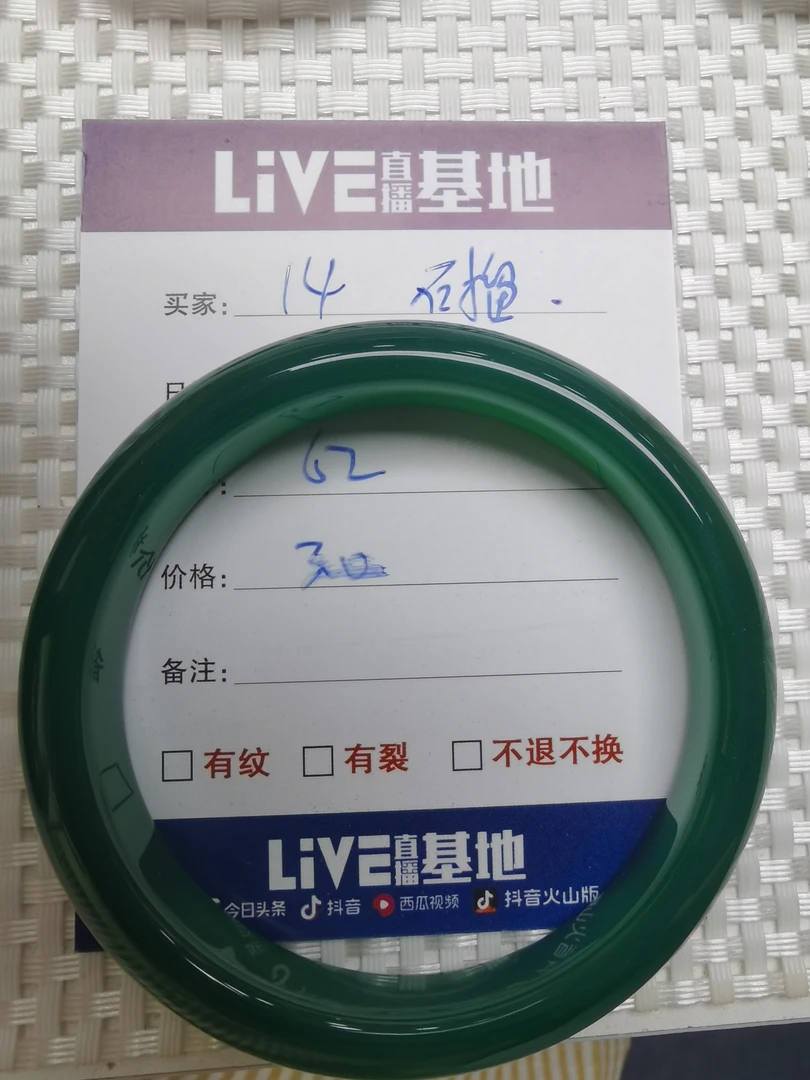 LiVE直播基地
买家: 14 石榴.
62
价格:
备注:
有纹 有裂 不退不换
LiVE直播基地
今日头条 抖音 西瓜视频 抖音火山版